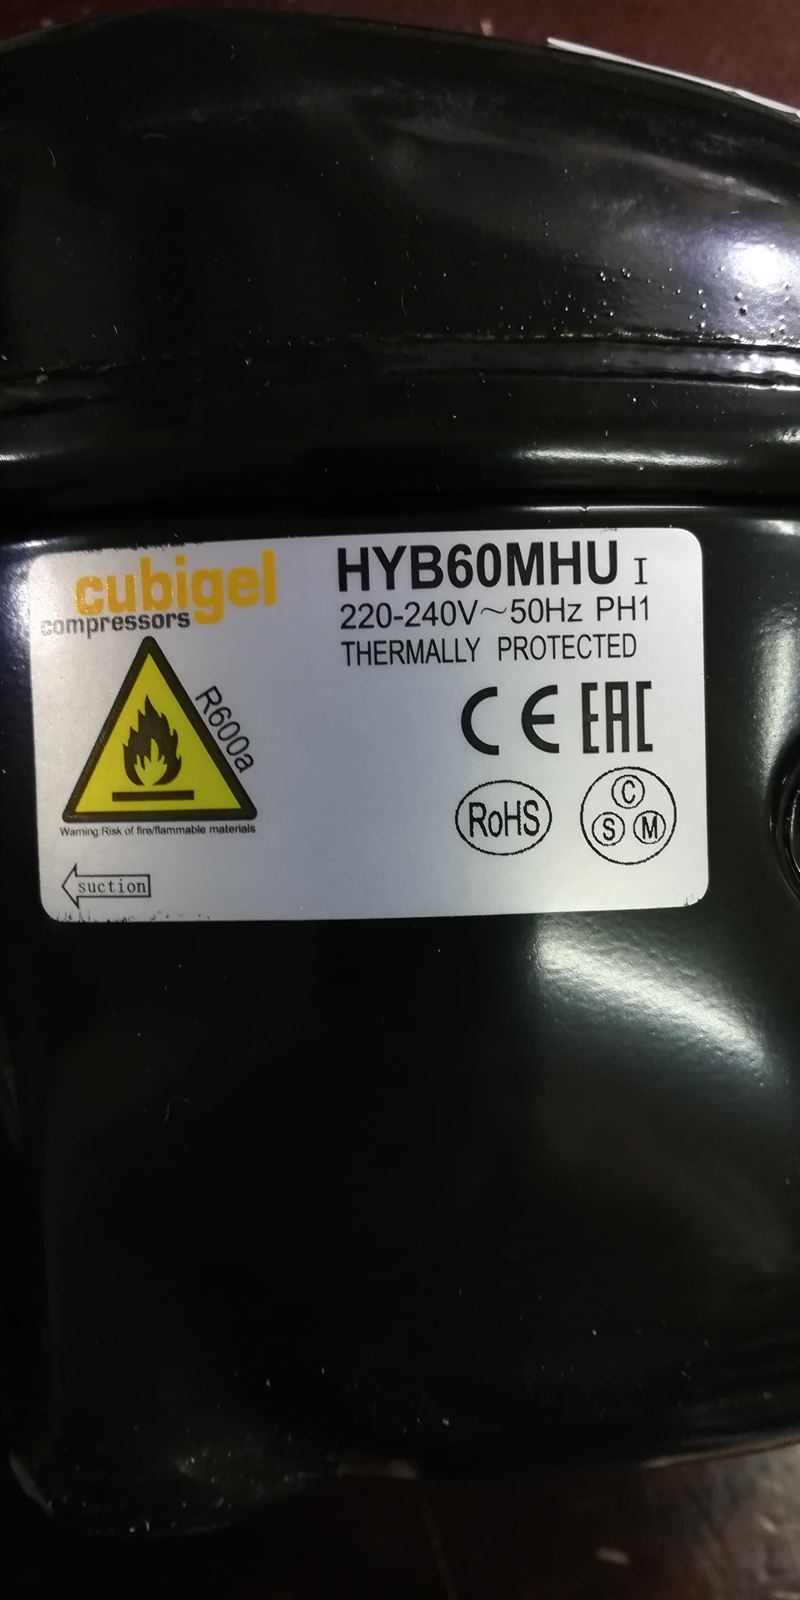 cubigel
compressors
HYB60MHU I
220-240V~50Hz PH1
THERMALLY PROTECTED
R600a
CE EAC
Warning:Risk of fire/flammable materials
RoHS
C
S M
suction